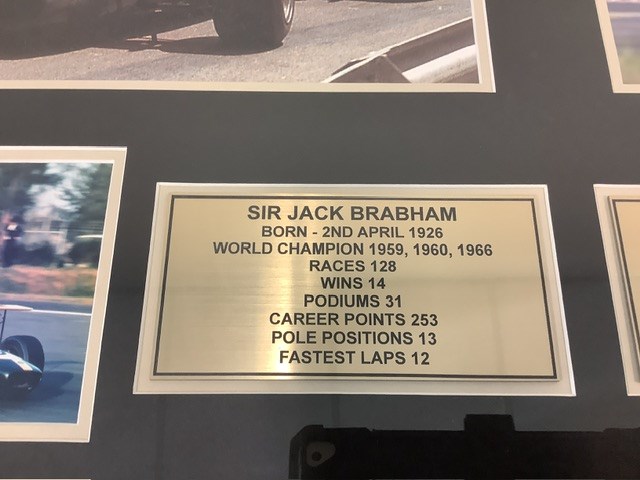 SIR JACK BRABHAM
BORN - 2ND APRIL 1926
WORLD CHAMPION 1959, 1960, 1966
RACES 128
WINS 14
PODIUMS 31
CAREER POINTS 253
POLE POSITIONS 13
FASTEST LAPS 12